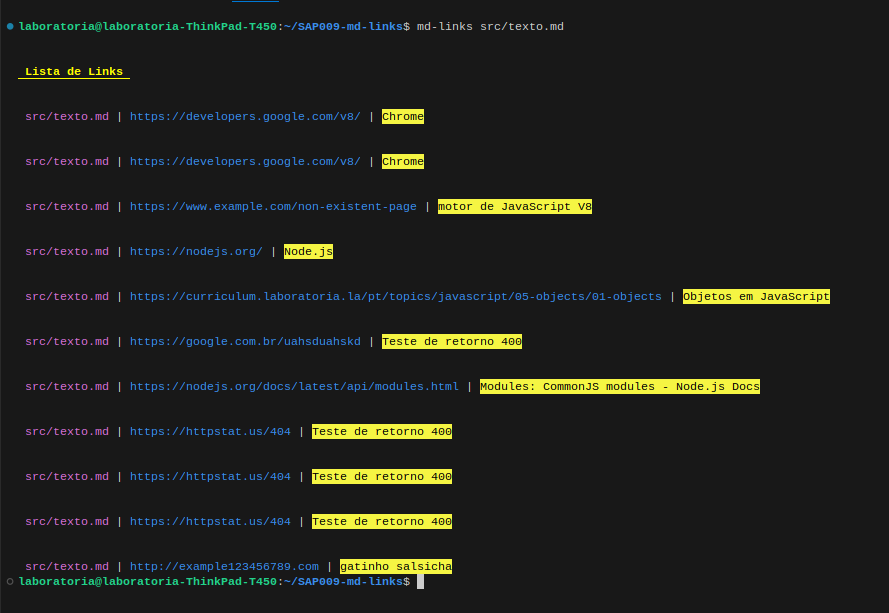 laboratoria@laboratoria-ThinkPad-T450:~/SAP009-md-links$ md-links src/texto.md
Lista de Links
src/texto.md | https://developers.google.com/v8/ | Chrome
src/texto.md | https://developers.google.com/v8/ | Chrome
src/texto.md | https://www.example.com/non-existent-page | motor de JavaScript V8
src/texto.md | https://nodejs.org/ | Node.js
src/texto.md | https://curriculum.laboratoria.la/pt/topics/javascript/05-objects/01-objects | Objetos em JavaScript
src/texto.md | https://google.com.br/uahsduahskd | Teste de retorno 400
src/texto.md | https://nodejs.org/docs/latest/api/modules.html | Modules: CommonJS modules - Node.js Docs
src/texto.md | https://httpstat.us/404 | Teste de retorno 400
src/texto.md | https://httpstat.us/404 | Teste de retorno 400
src/texto.md | https://httpstat.us/404 | Teste de retorno 400
src/texto.md | http://example123456789.com | gatinho salsicha
laboratoria@laboratoria-ThinkPad-T450:~/SAP009-md-links$